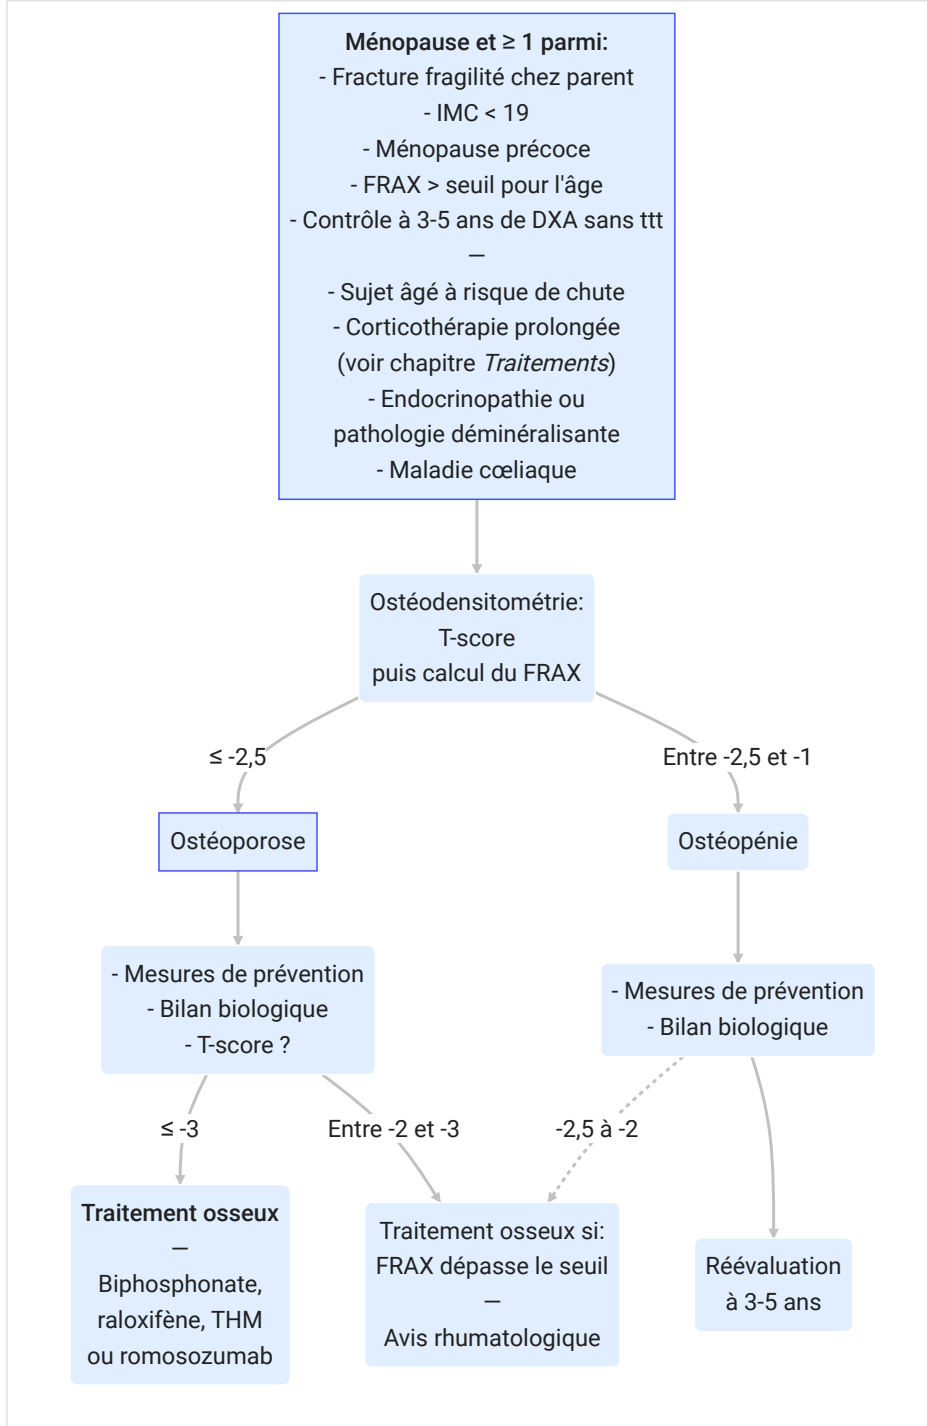 Ménopause et ≥ 1 parmi:
- Fracture fragilité chez parent
- IMC < 19
- Ménopause précoce
- FRAX > seuil pour l'âge
- Contrôle à 3-5 ans de DXA sans ttt
—
- Sujet âgé à risque de chute
- Corticothérapie prolongée
(voir chapitre Traitements)
- Endocrinopathie ou
pathologie déminéralisante
- Maladie cœliaque
Ostéodensitométrie:
T-score
puis calcul du FRAX
≤ -2,5
Entre -2,5 et -1
Ostéoporose
Ostéopénie
- Mesures de prévention
- Bilan biologique
- T-score ?
- Mesures de prévention
- Bilan biologique
≤ -3
Entre -2 et -3
-2,5 à -2
Traitement osseux
—
Biphosphonate,
raloxifène, THM
ou romosozumab
Traitement osseux si:
FRAX dépasse le seuil
—
Avis rhumatologique
Réévaluation
à 3-5 ans